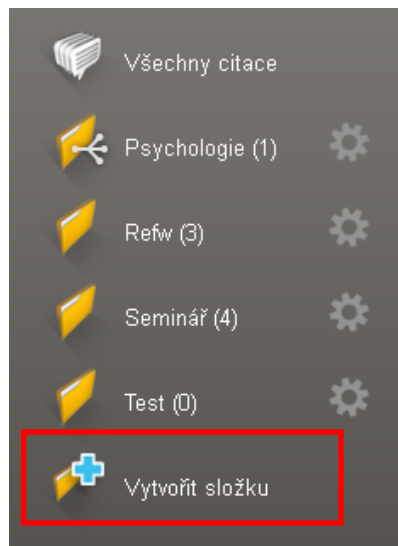 Všechny citace
Psychologie (1)
Refw (3)
Seminář (4)
Test (0)
Vytvořit složku